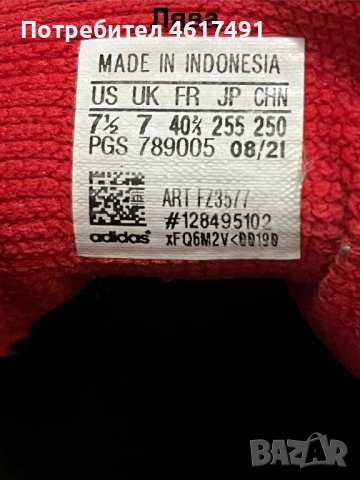 Лява
Потребител 4617491
MADE IN INDONESIA
US UK FR JP CHN
7½ 7 40⅔ 255 250
PGS 789005 08/21
ART FZ3577
#128495102
adidas xFQ6M2V<00190
BAZAR